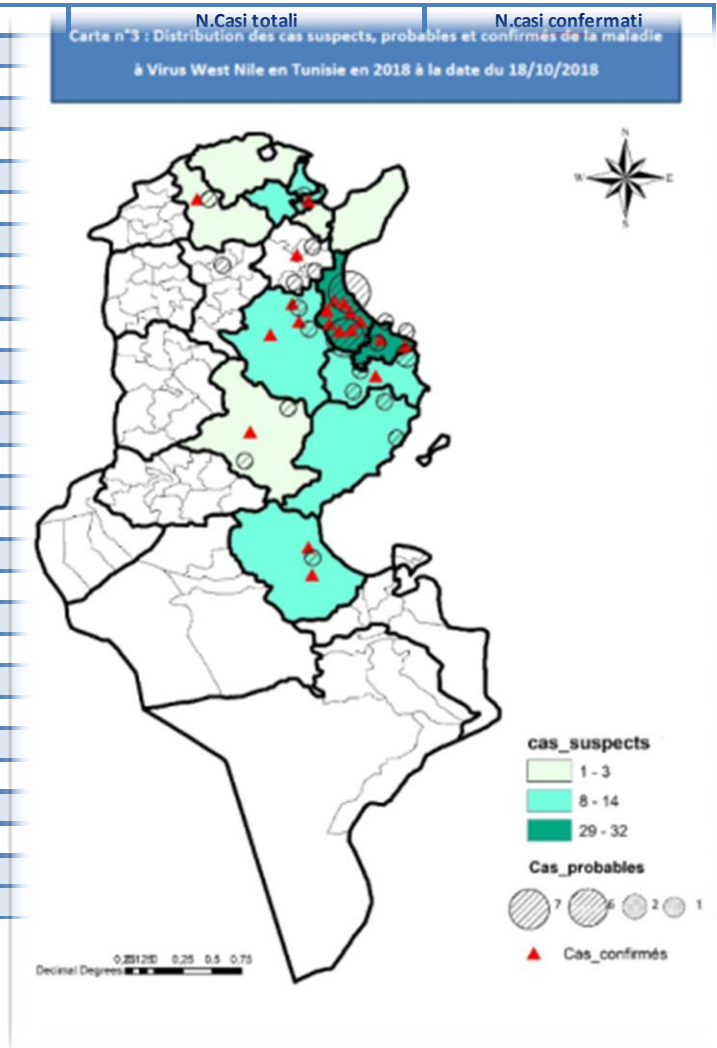 N.Casi totali N.casi confermati
Carte n°3 : Distribution des cas suspects, probables et confirmés de la maladie
à Virus West Nile en Tunisie en 2018 à la date du 18/10/2018
N
W E
S
cas_suspects
1 - 3
8 - 14
29 - 32
Cas_probables
7 6 2 1
Cas_confirmés
0,25 0,5 0,75
Decimal Degrees